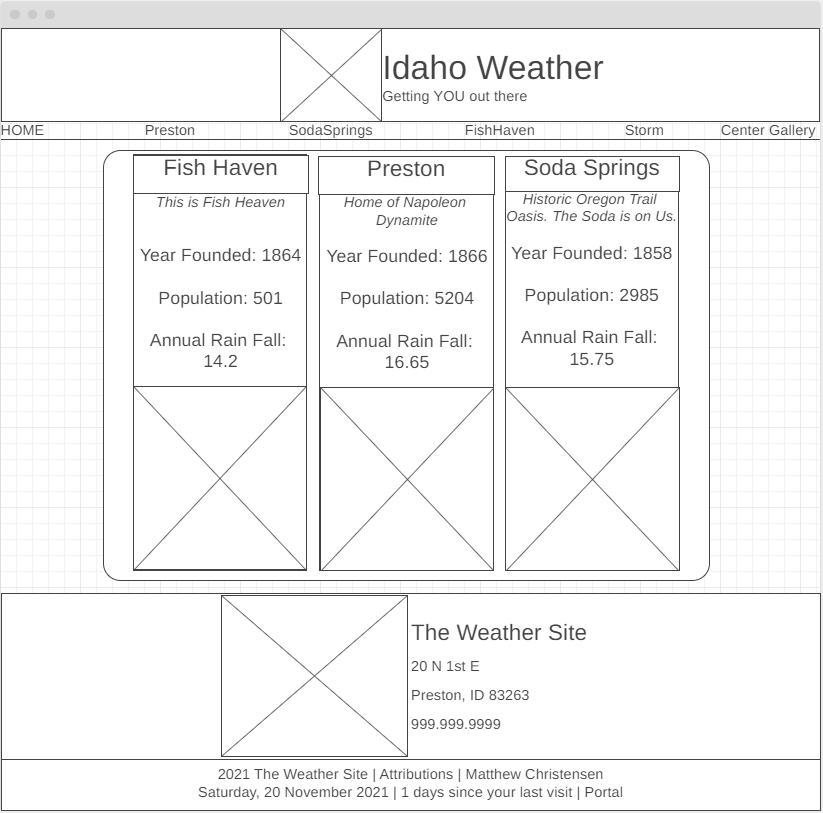 Idaho Weather
Getting YOU out there
HOME Preston SodaSprings FishHaven Storm Center Gallery
Fish Haven
This is Fish Heaven
Year Founded: 1864
Population: 501
Annual Rain Fall:
14.2
Preston
Home of Napoleon
Dynamite
Year Founded: 1866
Population: 5204
Annual Rain Fall:
16.65
Soda Springs
Historic Oregon Trail
Oasis. The Soda is on Us.
Year Founded: 1858
Population: 2985
Annual Rain Fall:
15.75
The Weather Site
20 N 1st E
Preston, ID 83263
999.999.9999
2021 The Weather Site | Attributions | Matthew Christensen
Saturday, 20 November 2021 | 1 days since your last visit | Portal